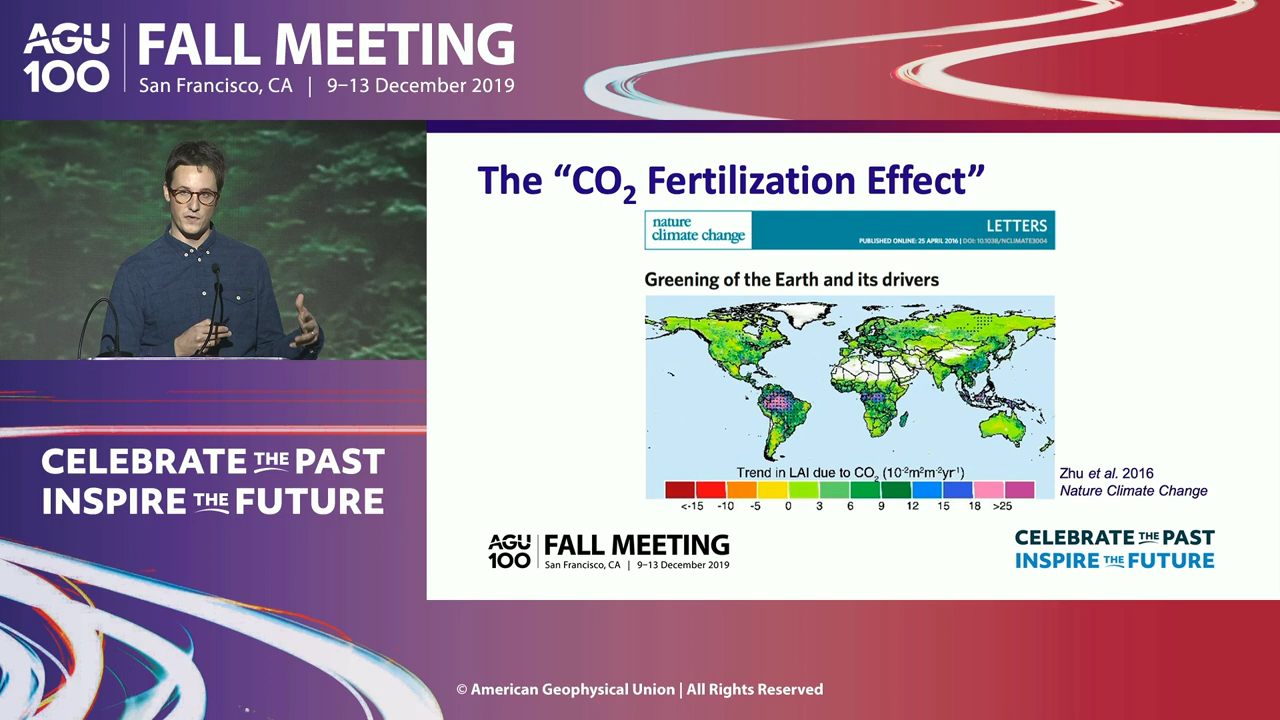 AGU
100
FALL MEETING
San Francisco, CA | 9–13 December 2019
The “CO2 Fertilization Effect”
nature
climate change
LETTERS
PUBLISHED ONLINE: 25 APRIL 2016 | DOI: 10.1038/NCLIMATE3004
Greening of the Earth and its drivers
Trend in LAI due to CO2 (10-2m2m-2yr-1)
<-15 -10 -5 0 3 6 9 12 15 18 >25
Zhu et al. 2016
Nature Climate Change
AGU
100
FALL MEETING
San Francisco, CA | 9–13 December 2019
CELEBRATE THE PAST
INSPIRE THE FUTURE
CELEBRATE THE PAST
INSPIRE THE FUTURE
© American Geophysical Union | All Rights Reserved